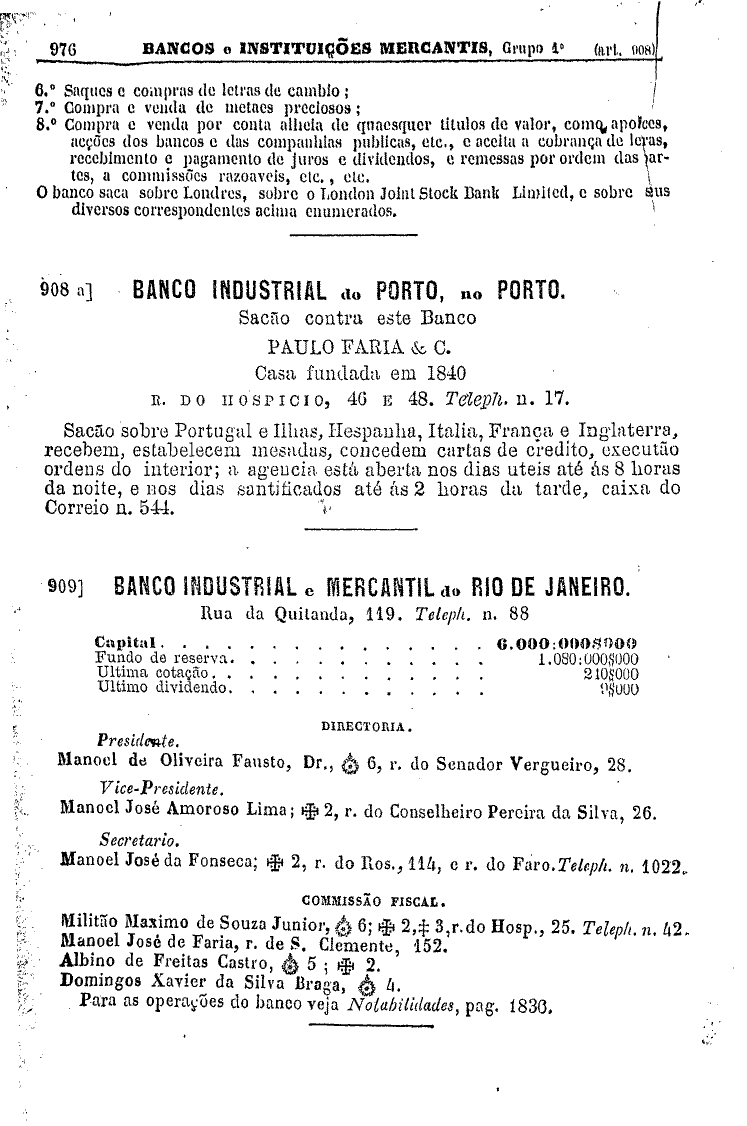 976 BANCOS e INSTITUIÇÕES MERCANTIS, Grupo 1º (art. 908)
6.º Saques e compras de letras de cambio ;
7.º Compra e venda de metaes preciosos ;
8.º Compra e venda por conta alheia de quaesquer titulos de valor, como, apolices,
acções dos bancos e das companhias publicas, etc., e aceita a cobrança de letras,
recebimento e pagamento de juros e dividendos, e remessas por ordem das par-
tes, a commissões razoaveis, etc., etc.
O banco saca sobre Londres, sobre o London Joint Stock Bank Limited, e sobre seus
diversos correspondentes acima enumerados.
908 a] BANCO INDUSTRIAL do PORTO, no PORTO.
Sacão contra este Banco
PAULO FARIA & C.
Casa fundada em 1840
R. DO HOSPICIO, 46 E 48. Teleph. n. 17.
Sacão sobre Portugal e Ilhas, Hespanha, Italia, França e Inglaterra,
recebem, estabelecem mesadas, concedem cartas de credito, executão
ordens do interior; a agencia está aberta nos dias uteis até ás 8 horas
da noite, e nos dias santificados até ás 2 horas da tarde, caixa do
Correio n. 544.
909] BANCO INDUSTRIAL e MERCANTIL do RIO DE JANEIRO.
Rua da Quitanda, 119. Teleph. n. 88
Capital. . . . . . . . . . . . . . . . 6.000:000$000
Fundo de reserva. . . . . . . . . . . . 1.080:000$000
Ultima cotação. . . . . . . . . . . . . 210$000
Ultimo dividendo. . . . . . . . . . . . 9$000
DIRECTORIA.
Presidente.
Manoel de Oliveira Fausto, Dr., 6, r. do Senador Vergueiro, 28.
Vice-Presidente.
Manoel José Amoroso Lima; ✠ 2, r. do Conselheiro Pereira da Silva, 26.
Secretario.
Manoel José da Fonseca; ✠ 2, r. do Ros., 114, e r. do Faro. Teleph. n. 1022.
COMMISSÃO FISCAL.
Militão Maximo de Souza Junior, 6; ✠ 2, ‡ 3, r. do Hosp., 25. Teleph. n. 42.
Manoel José de Faria, r. de S. Clemente, 152.
Albino de Freitas Castro, 5 ; ✠ 2.
Domingos Xavier da Silva Braga, 4.
Para as operações do banco veja Notabilidades, pag. 1830.